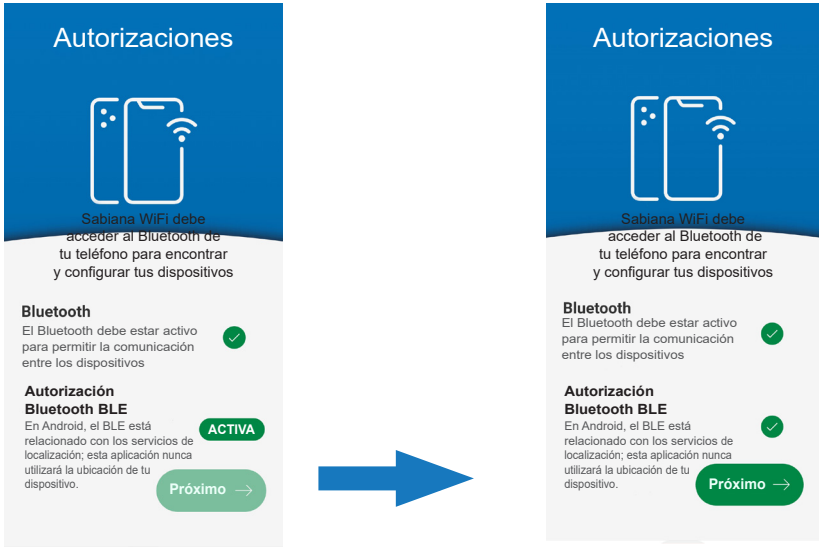 Autorizaciones
Sabiana WiFi debe
acceder al Bluetooth de
tu teléfono para encontrar
y configurar tus dispositivos
Bluetooth
El Bluetooth debe estar activo
para permitir la comunicación
entre los dispositivos
Autorización
Bluetooth BLE
En Android, el BLE está
relacionado con los servicios de
localización; esta aplicación nunca
utilizará la ubicación de tu
dispositivo.
ACTIVA
Próximo
Autorizaciones
Sabiana WiFi debe
acceder al Bluetooth de
tu teléfono para encontrar
y configurar tus dispositivos
Bluetooth
El Bluetooth debe estar activo
para permitir la comunicación
entre los dispositivos
Autorización
Bluetooth BLE
En Android, el BLE está
relacionado con los servicios de
localización; esta aplicación nunca
utilizará la ubicación de tu
dispositivo.
Próximo